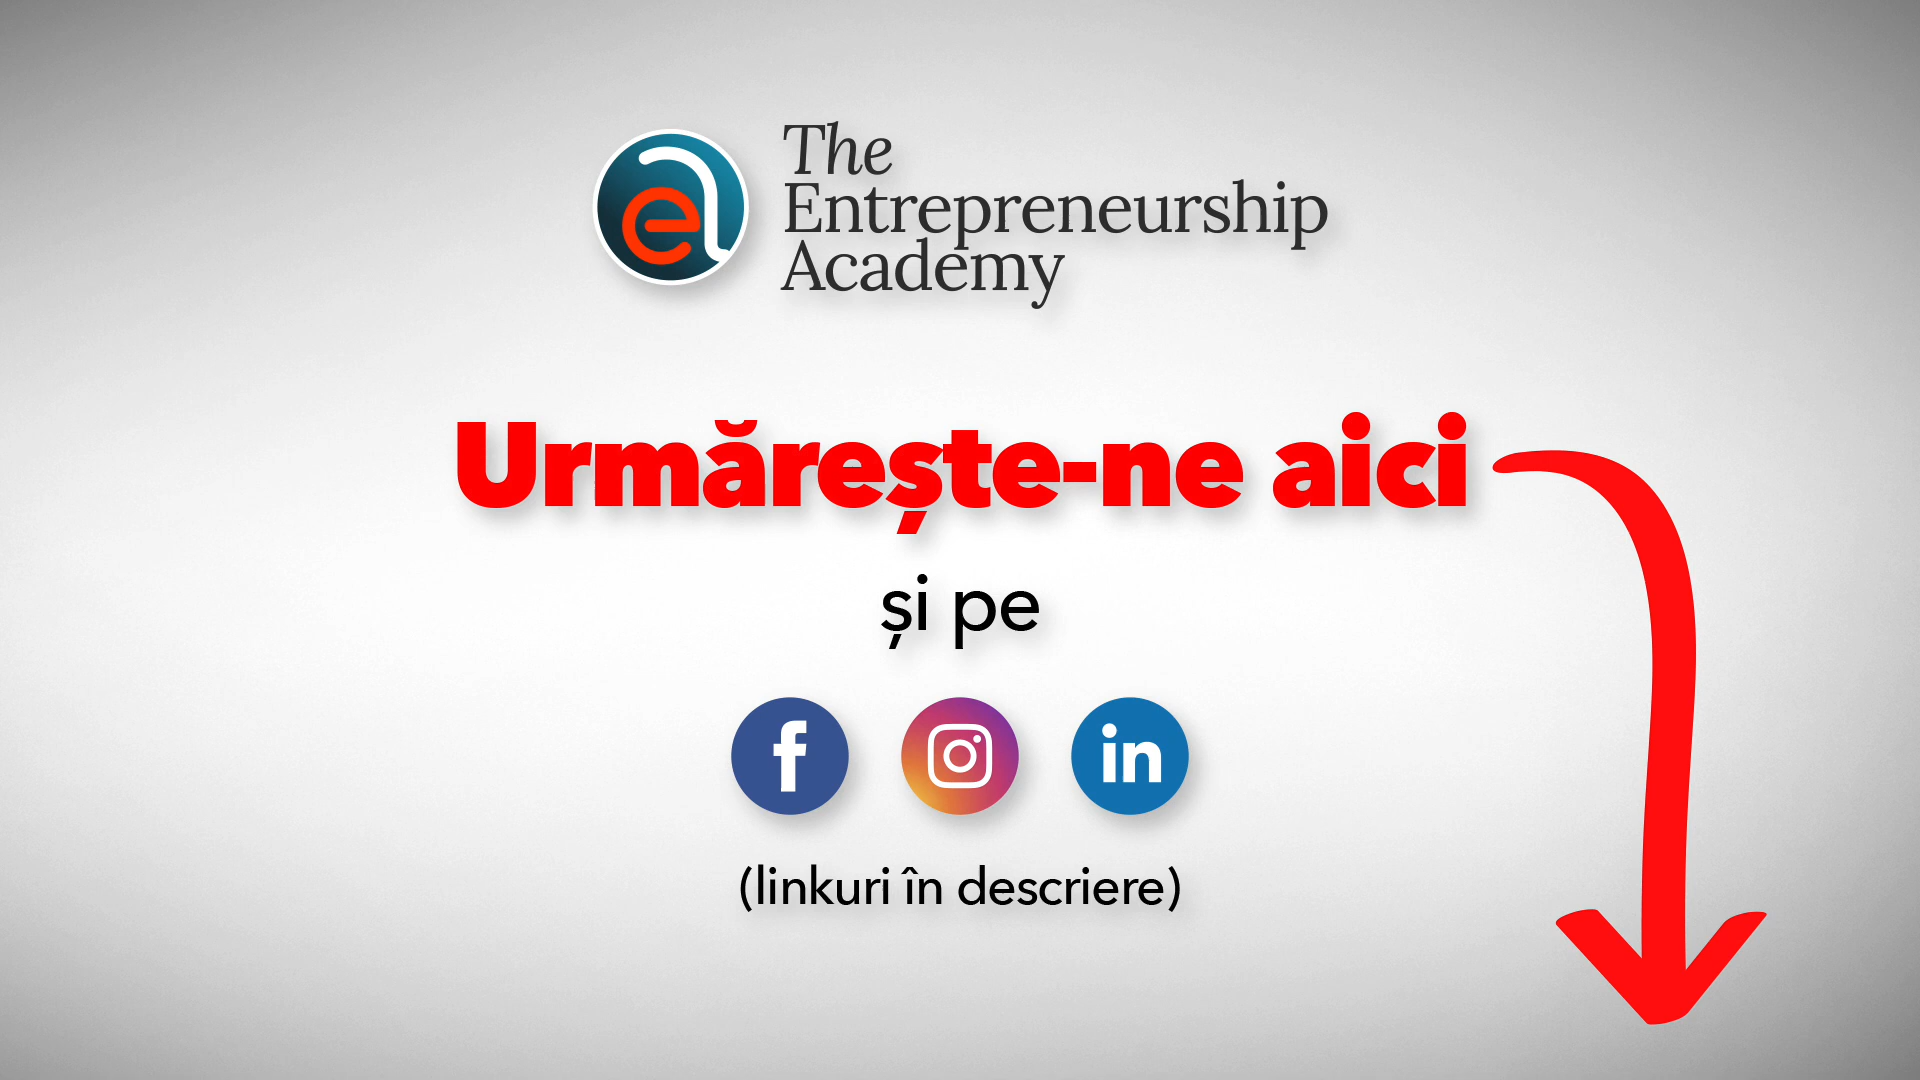 The
Entrepreneurship
Academy
Urmărește-ne aici
și pe
(linkuri în descriere)